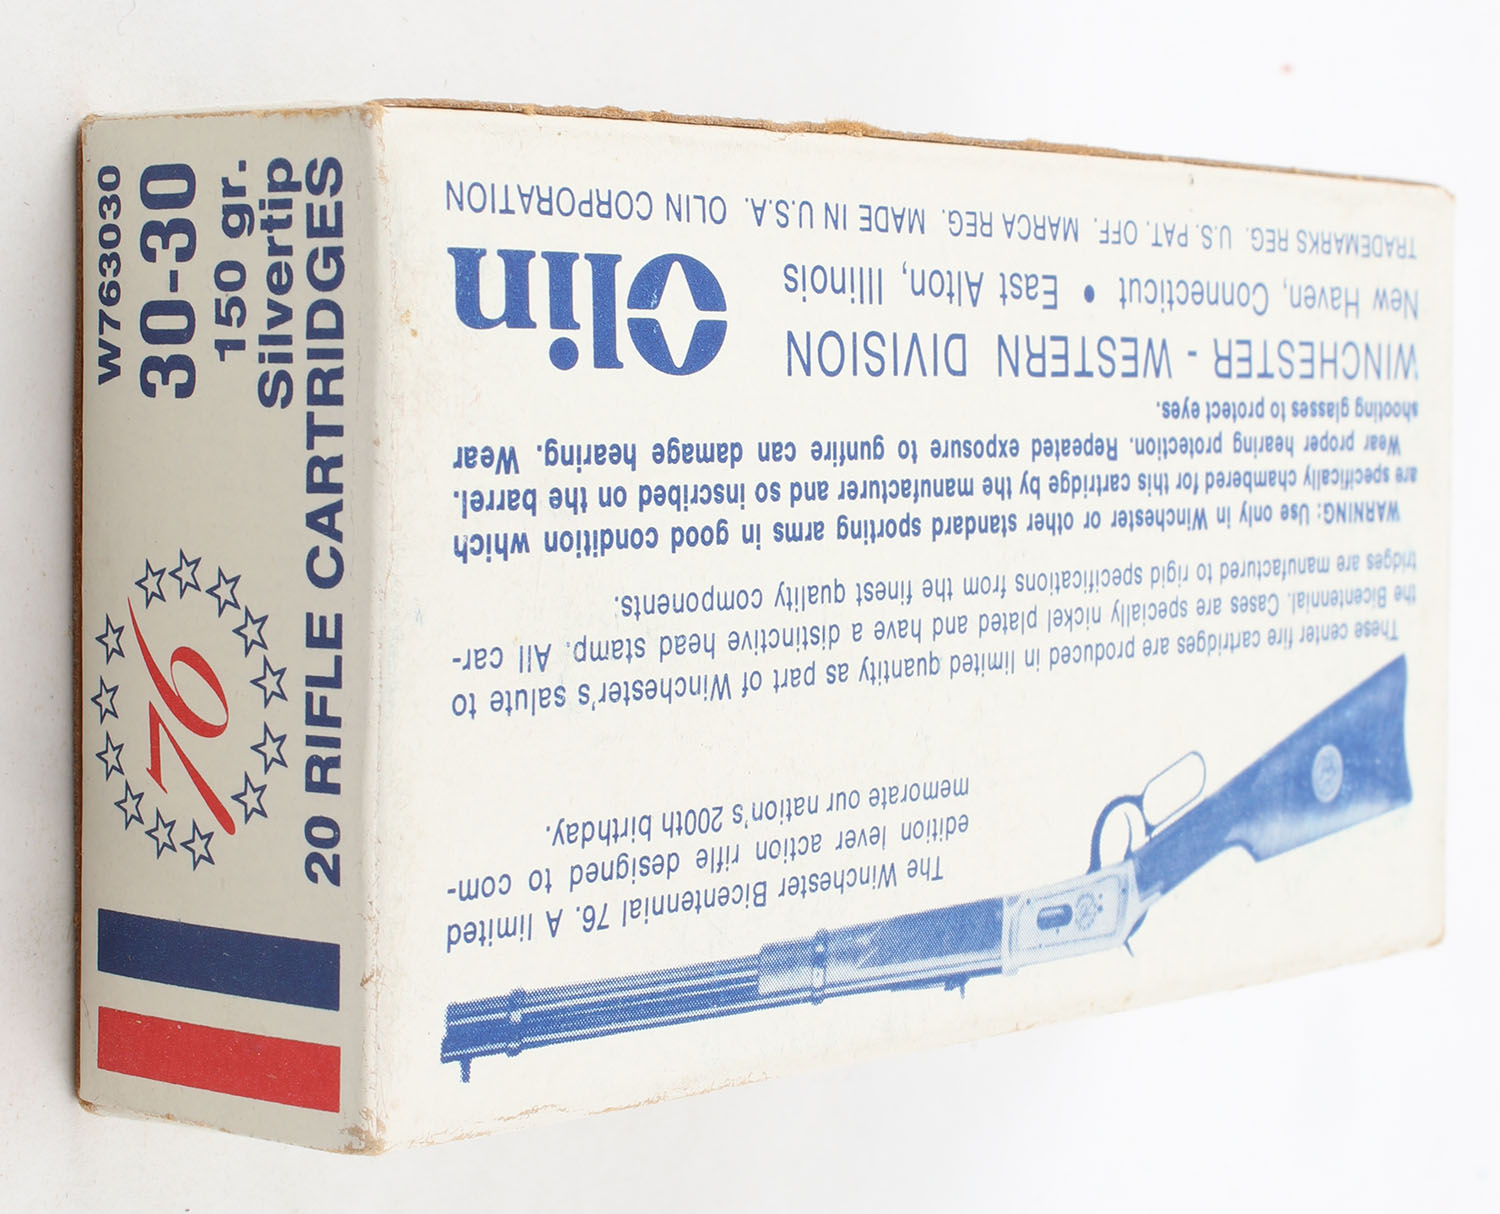 W763030
30-30
150 gr.
Silvertip
20 RIFLE CARTRIDGES
76
The Winchester Bicentennial 76. A limited
edition lever action rifle designed to com-
memorate our nation's 200th birthday.
These center fire cartridges are produced in limited quantity as part of Winchester's salute to
the Bicentennial. Cases are specially nickel plated and have a distinctive head stamp. All car-
tridges are manufactured to rigid specifications from the finest quality components.
WARNING: Use only in Winchester or other standard sporting arms in good condition which
are specifically chambered for this cartridge by the manufacturer and so inscribed on the barrel.
Wear proper hearing protection. Repeated exposure to gunfire can damage hearing. Wear
shooting glasses to protect eyes.
WINCHESTER - WESTERN DIVISION
New Haven, Connecticut • East Alton, Illinois
Olin
TRADEMARKS REG. U.S. PAT. OFF. MARCA REG. MADE IN U.S.A. OLIN CORPORATION